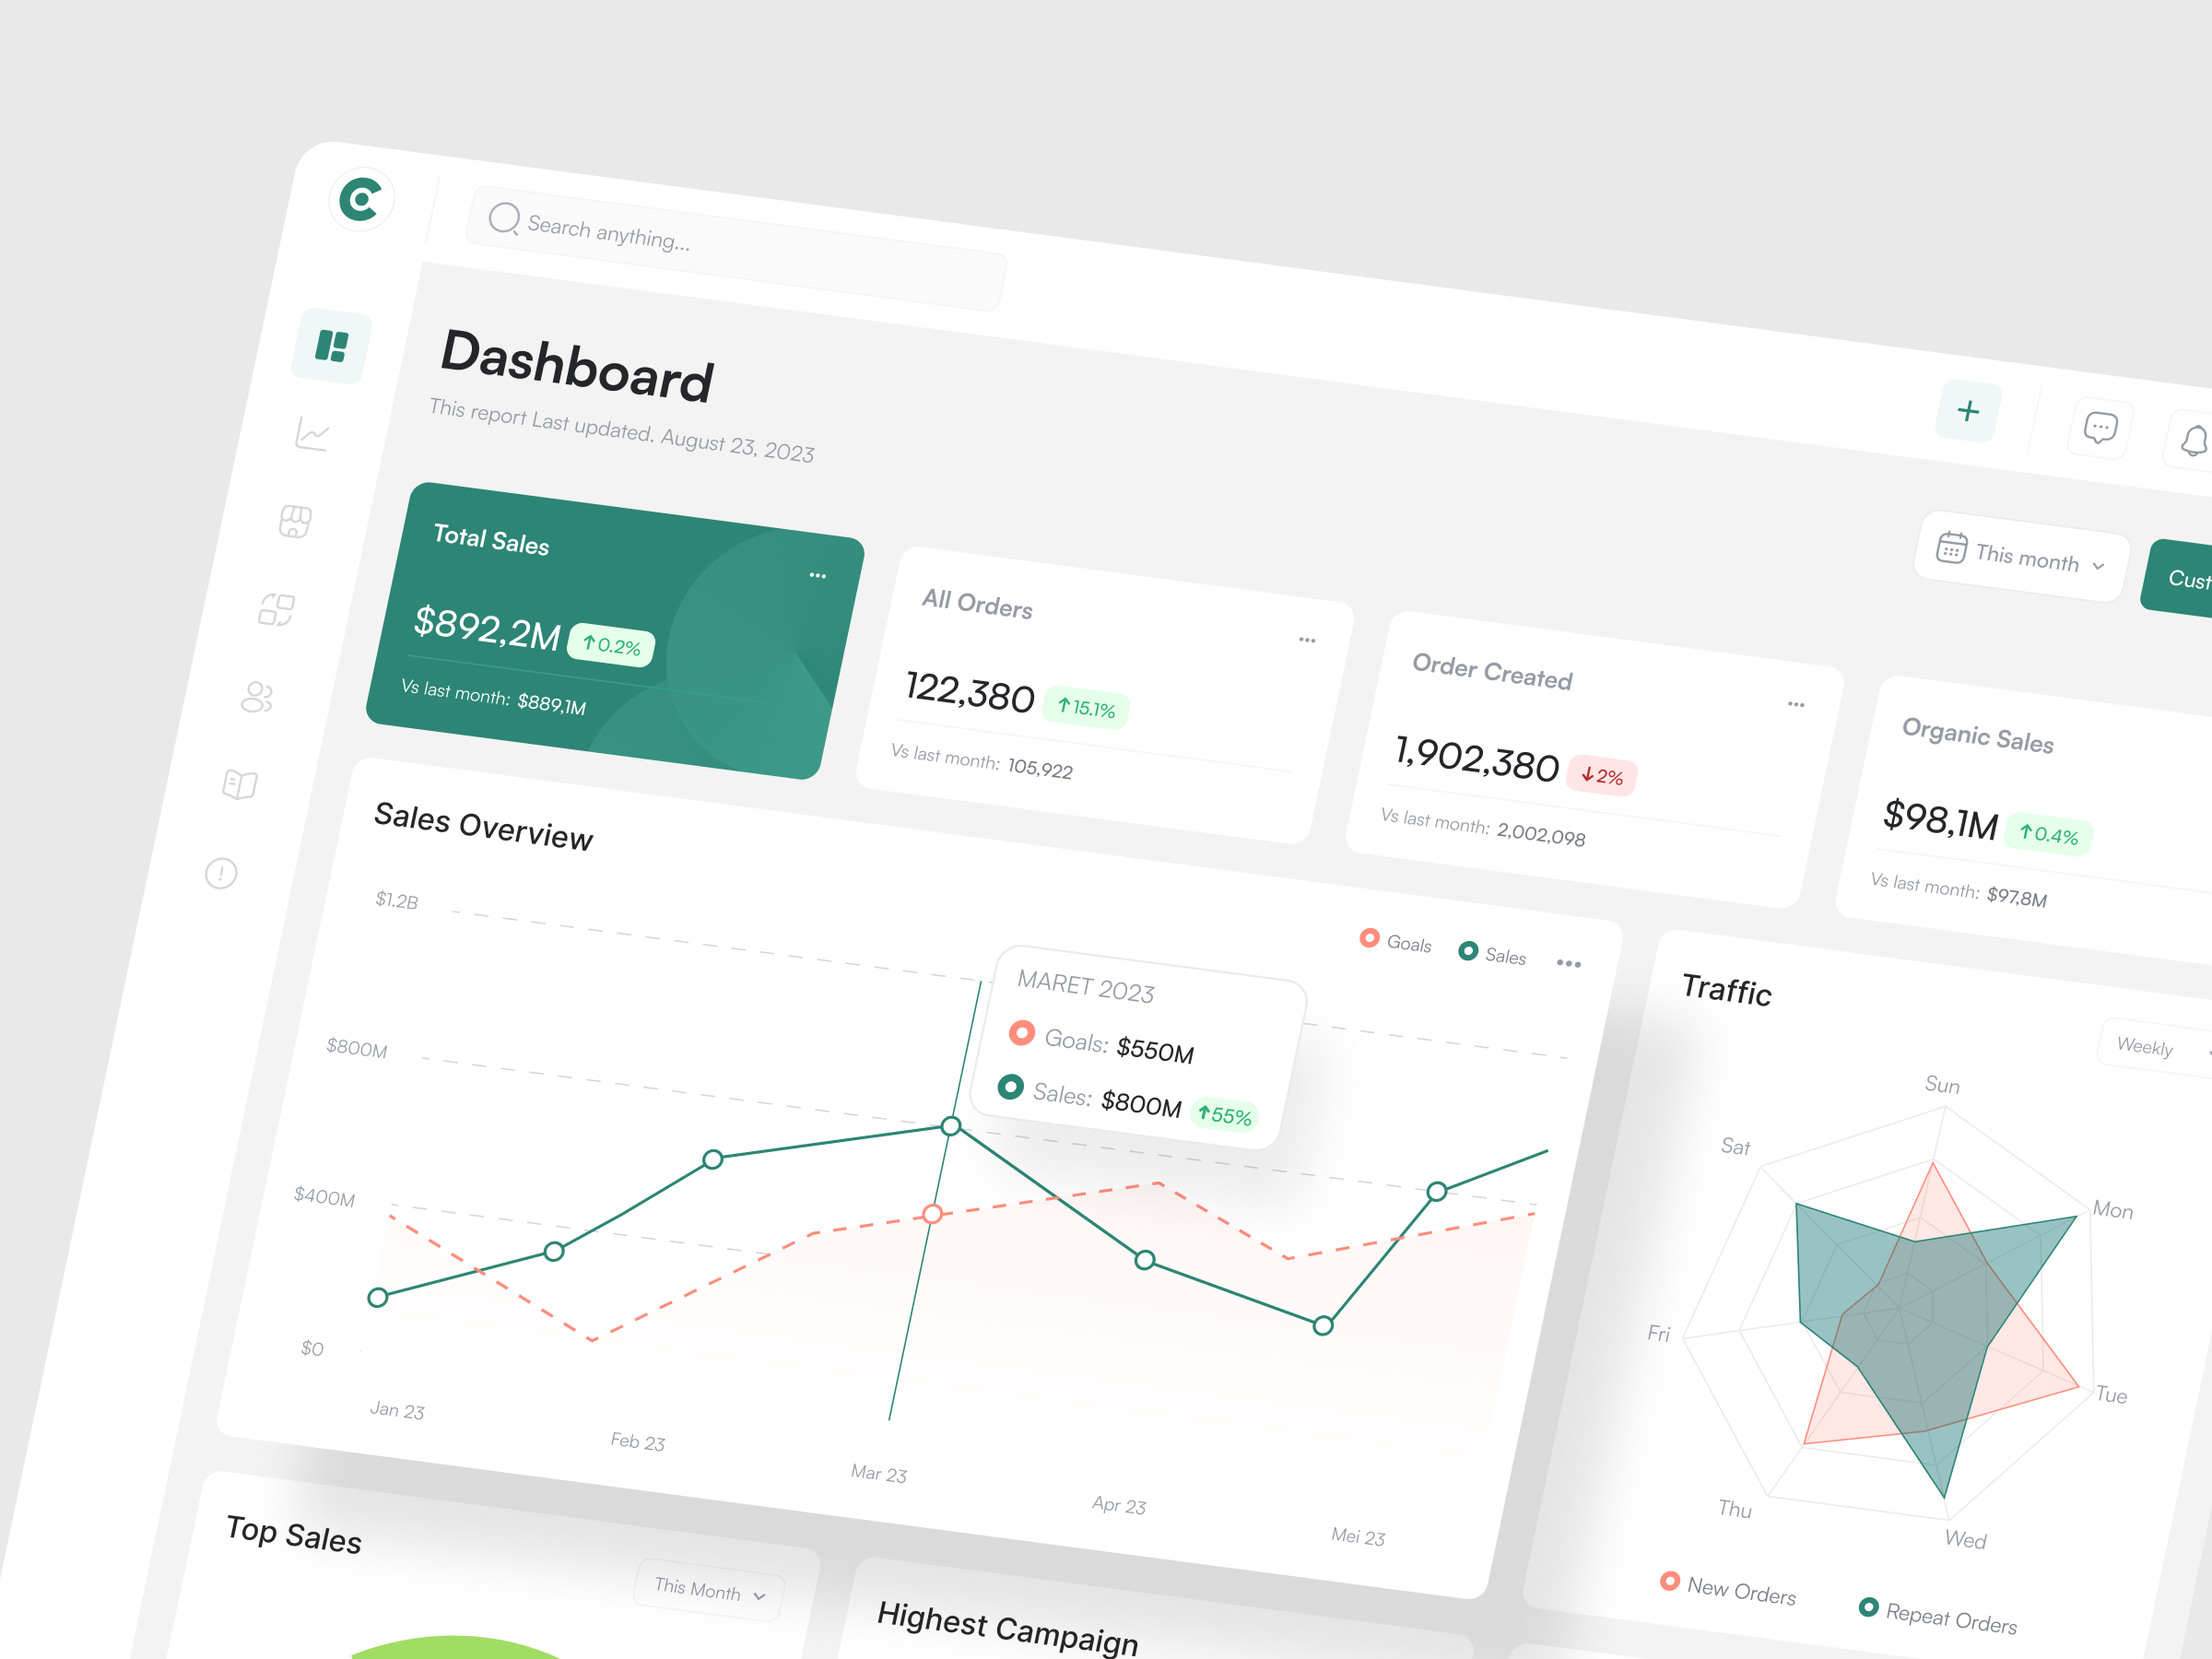 Search anything...
Dashboard
This report Last updated. August 23, 2023
This month
Cust
Total Sales
$892,2M
0.2%
Vs last month: $889,1M
All Orders
122,380
15.1%
Vs last month: 105,922
Order Created
1,902,380
2%
Vs last month: 2,002,098
Organic Sales
$98,1M
0.4%
Vs last month: $97,8M
Sales Overview
Goals
Sales
$1.2B
$800M
$400M
$0
MARET 2023
Goals: $550M
Sales: $800M
55%
Jan 23
Feb 23
Mar 23
Apr 23
Mei 23
Traffic
Weekly
Sun
Mon
Tue
Wed
Thu
Fri
Sat
New Orders
Repeat Orders
Top Sales
This Month
Highest Campaign